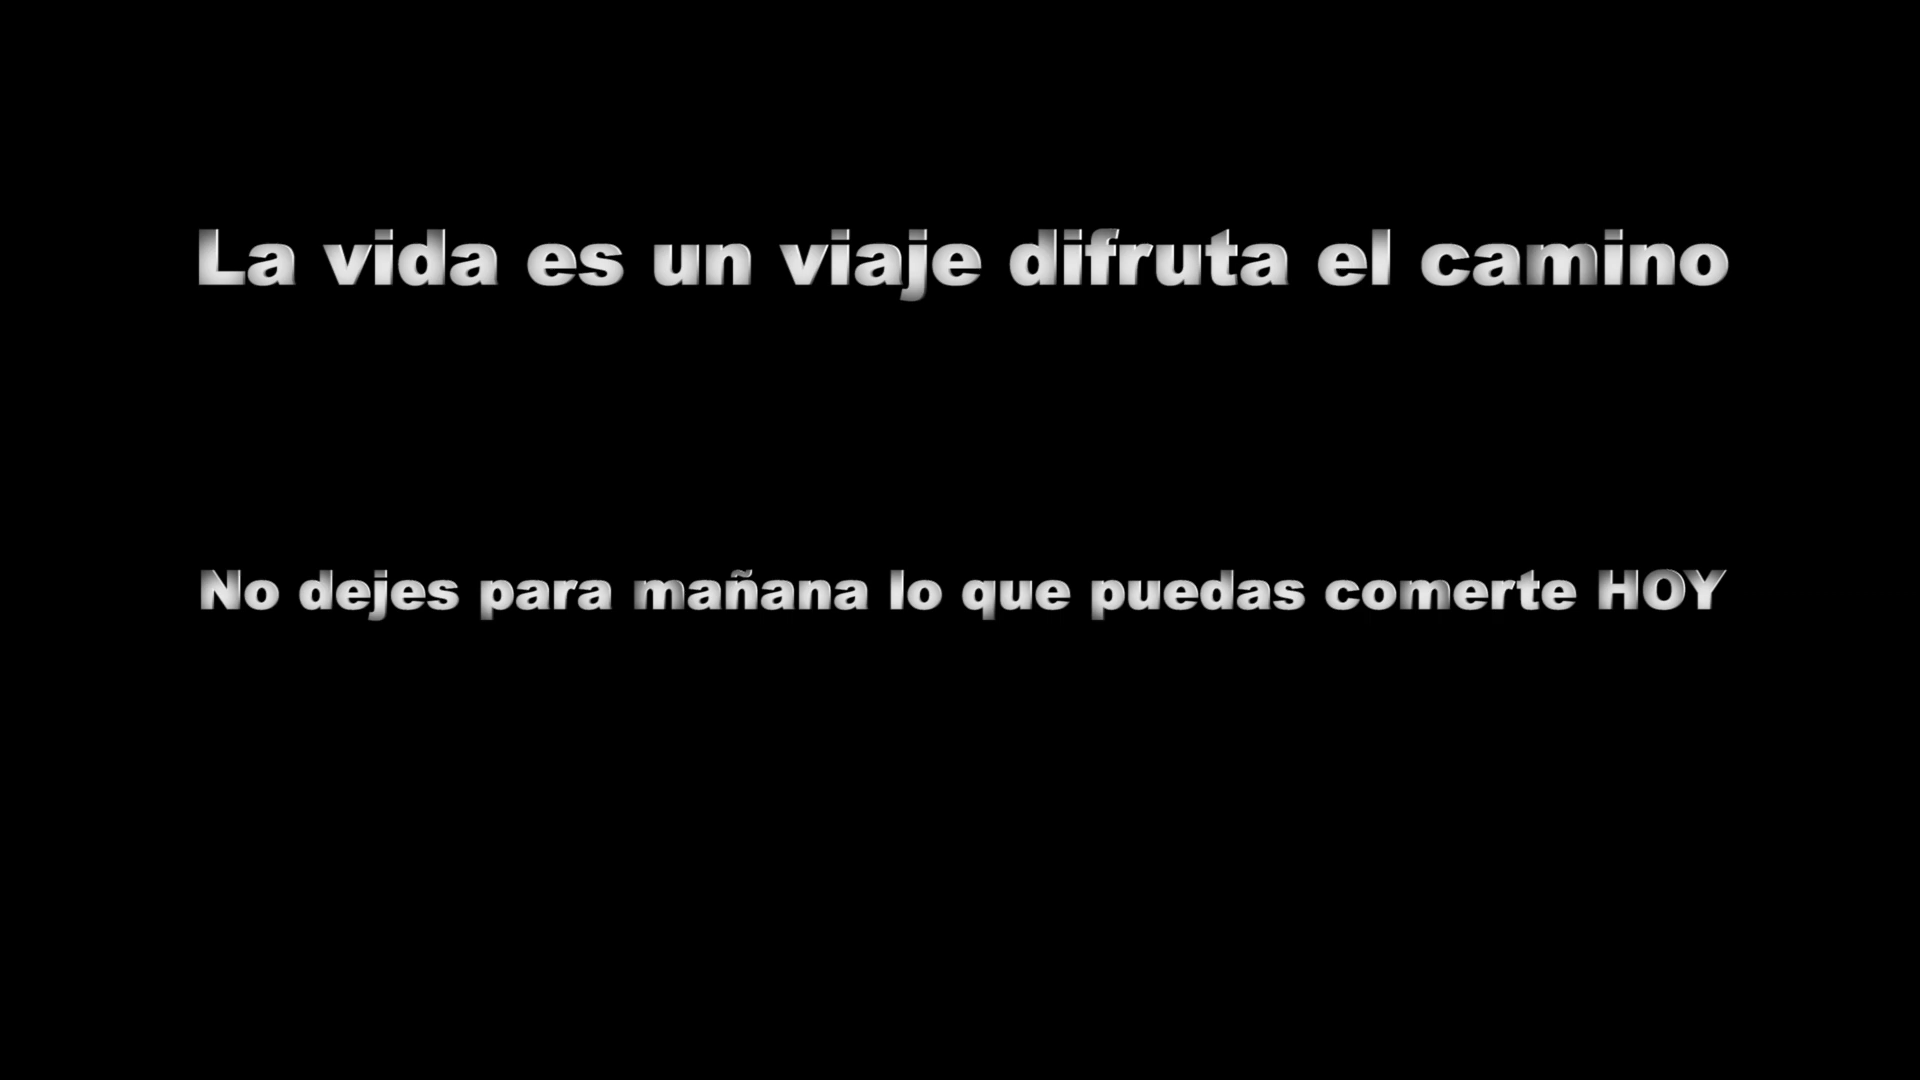 La vida es un viaje difruta el camino
No dejes para mañana lo que puedas comerte HOY